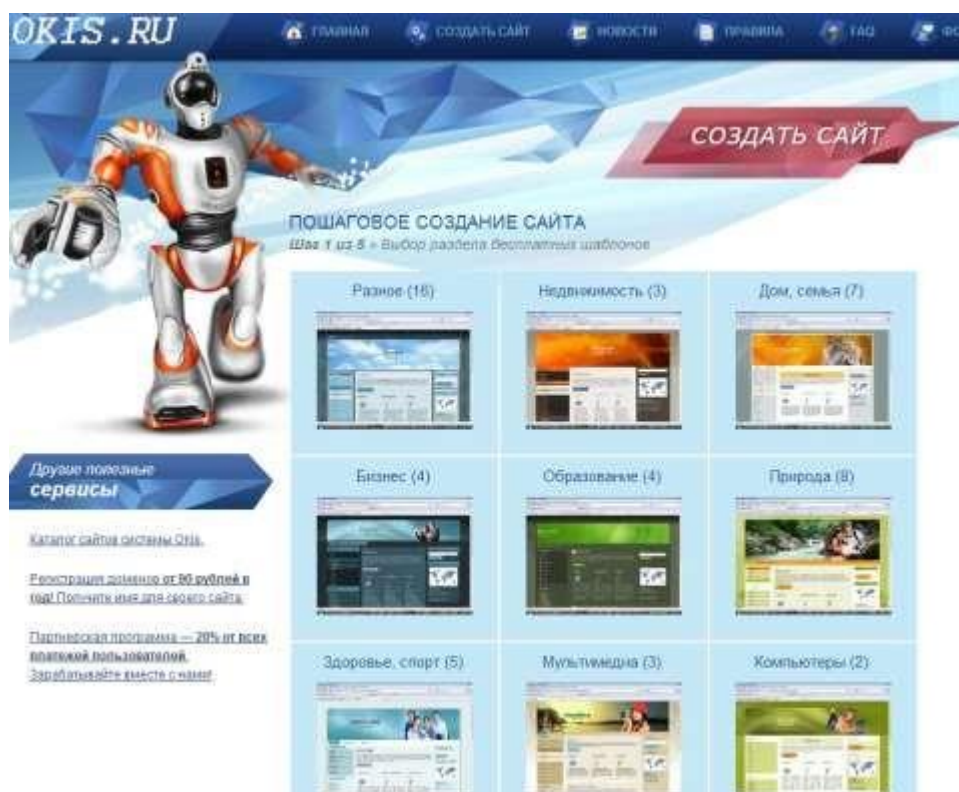 OKIS.RU
ГЛАВНАЯ
СОЗДАТЬ САЙТ
НОВОСТИ
ПРАВИЛА
FAQ
СОЗДАТЬ САЙТ
ПОШАГОВОЕ СОЗДАНИЕ САЙТА
Шаг 1 из 5 » Выбор раздела бесплатных шаблонов
Разное (16)
Недвижимость (3)
Дом, семья (7)
Бизнес (4)
Образование (4)
Природа (8)
Здоровье, спорт (5)
Мультимедиа (3)
Компьютеры (2)
Другие полезные
сервисы
Каталог сайтов системы Okis.
Регистрация доменов от 90 рублей в
год! Получите имя для своего сайта.
Партнерская программа — 20% от всех
платежей пользователей.
Зарабатывайте вместе с нами!